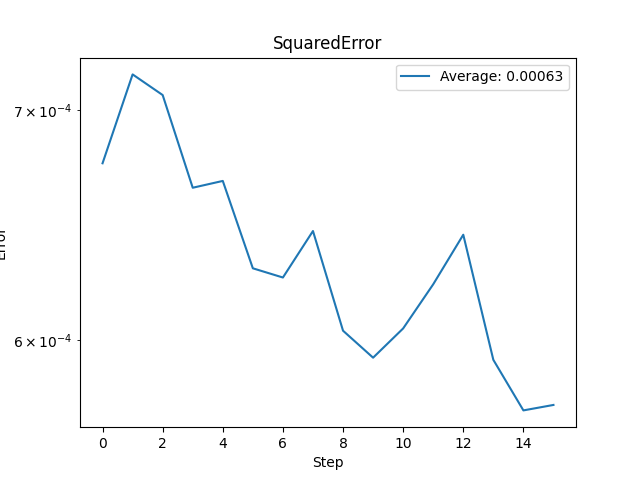 SquaredError
Average: 0.00063
7 × 10⁻⁴
6 × 10⁻⁴
Error
0 2 4 6 8 10 12 14
Step